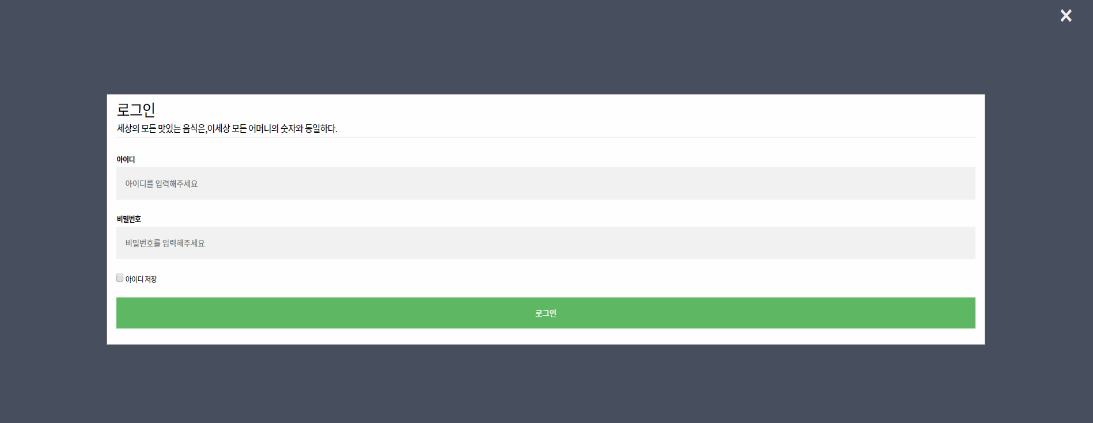 ×
로그인
세상의 모든 맛있는 음식은,이세상 모든 어머니의 숫자와 동일하다.
아이디
아이디를 입력해주세요
비밀번호
비밀번호를 입력해주세요
아이디 저장
로그인